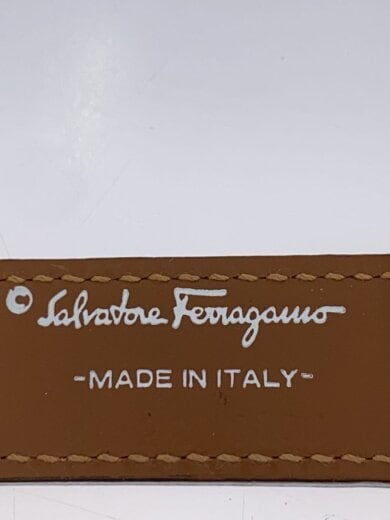 © Salvatore Ferragamo
-MADE IN ITALY-